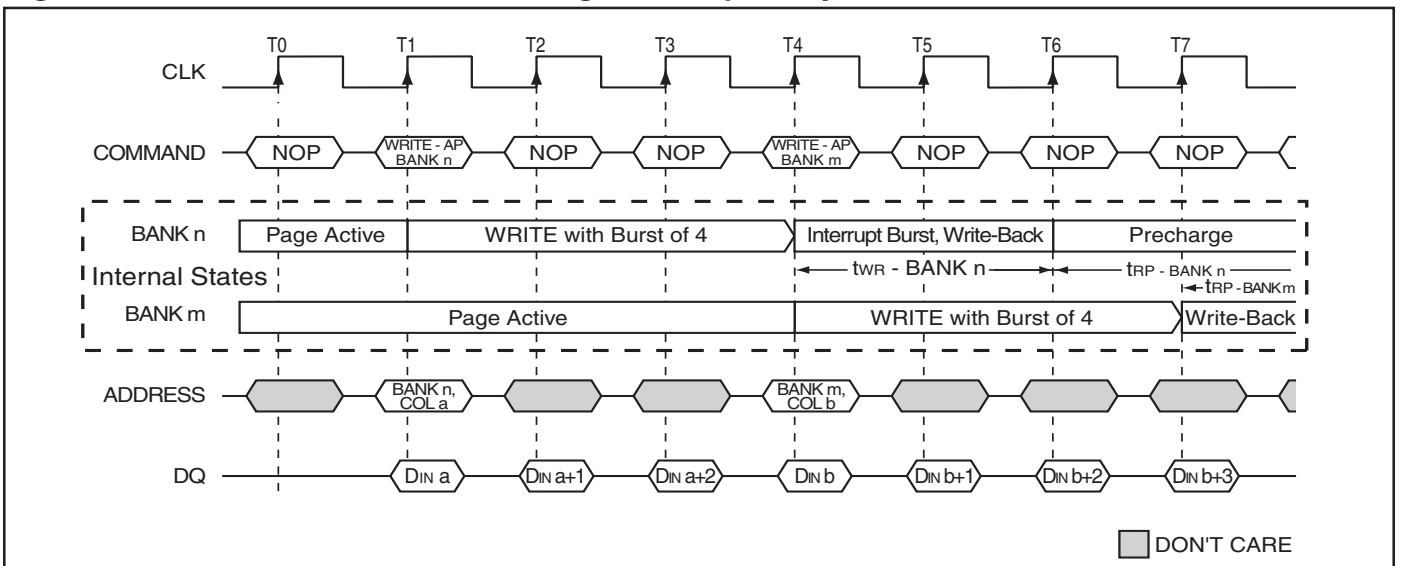 T0 T1 T2 T3 T4 T5 T6 T7
CLK
COMMAND NOP WRITE - AP BANK n NOP NOP WRITE - AP BANK m NOP NOP NOP
BANK n Page Active WRITE with Burst of 4 Interrupt Burst, Write-Back Precharge
Internal States tWR - BANK n tRP - BANK n
tRP - BANK m
BANK m Page Active WRITE with Burst of 4 Write-Back
ADDRESS BANK n, COL a BANK m, COL b
DQ DIN a DIN a+1 DIN a+2 DIN b DIN b+1 DIN b+2 DIN b+3
DON'T CARE